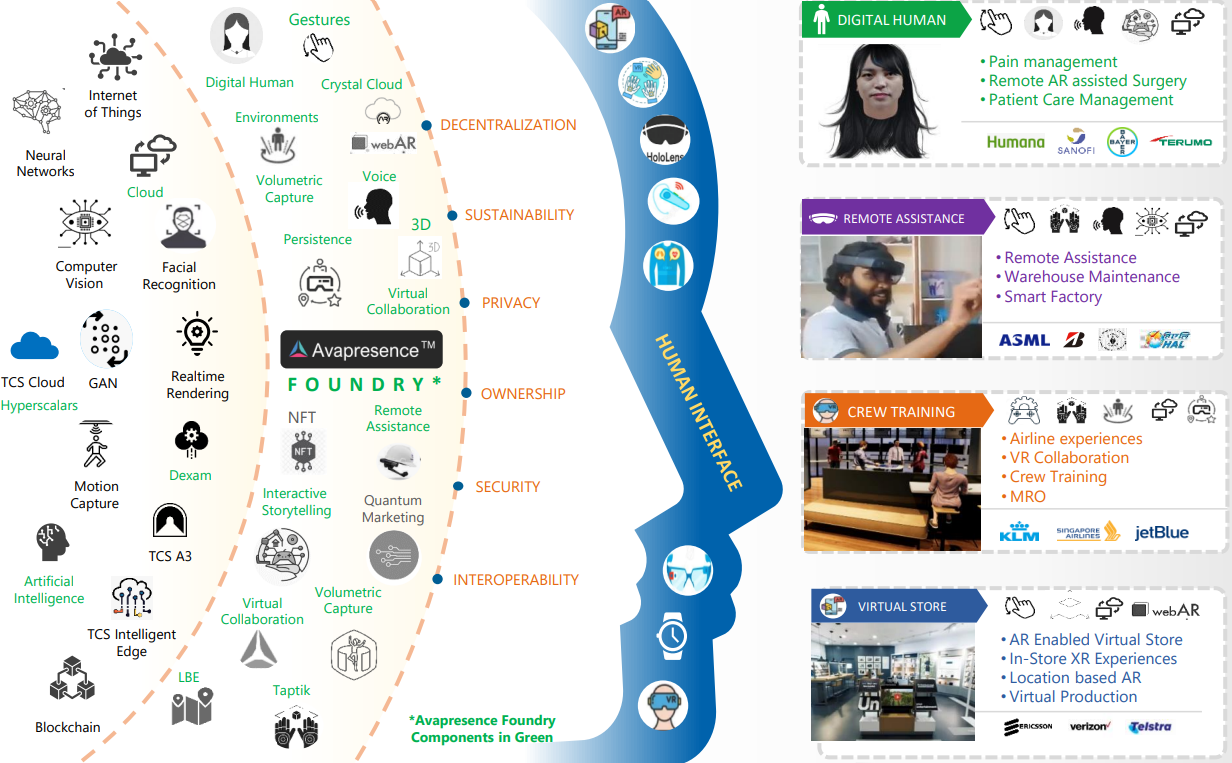 Internet
of Things
Neural
Networks
Cloud
Computer
Vision
Facial
Recognition
TCS Cloud
Hyperscalars
GAN
Realtime
Rendering
Motion
Capture
Dexam
TCS A3
Artificial
Intelligence
TCS Intelligent
Edge
Blockchain
Gestures
Digital Human
Crystal Cloud
Environments
webAR
Volumetric
Capture
Voice
3D
Persistence
3D
Virtual
Collaboration
Avapresence™
FOUNDRY*
NFT
NFT
Remote
Assistance
Interactive
Storytelling
Quantum
Marketing
Volumetric
Capture
Virtual
Collaboration
LBE
Taptik
*Avapresence Foundry
Components in Green
DECENTRALIZATION
SUSTAINABILITY
PRIVACY
OWNERSHIP
SECURITY
INTEROPERABILITY
AR
HoloLens
HUMAN INTERFACE
VR
DIGITAL HUMAN
• Pain management
• Remote AR assisted Surgery
• Patient Care Management
Humana
SANOFI
BAYER
TERUMO
REMOTE ASSISTANCE
• Remote Assistance
• Warehouse Maintenance
• Smart Factory
ASML
HAL
VR
CREW TRAINING
• Airline experiences
• VR Collaboration
• Crew Training
• MRO
KLM
SINGAPORE
AIRLINES
jetBlue
VIRTUAL STORE
webAR
• AR Enabled Virtual Store
• In-Store XR Experiences
• Location based AR
• Virtual Production
Un
ERICSSON
verizon
Telstra